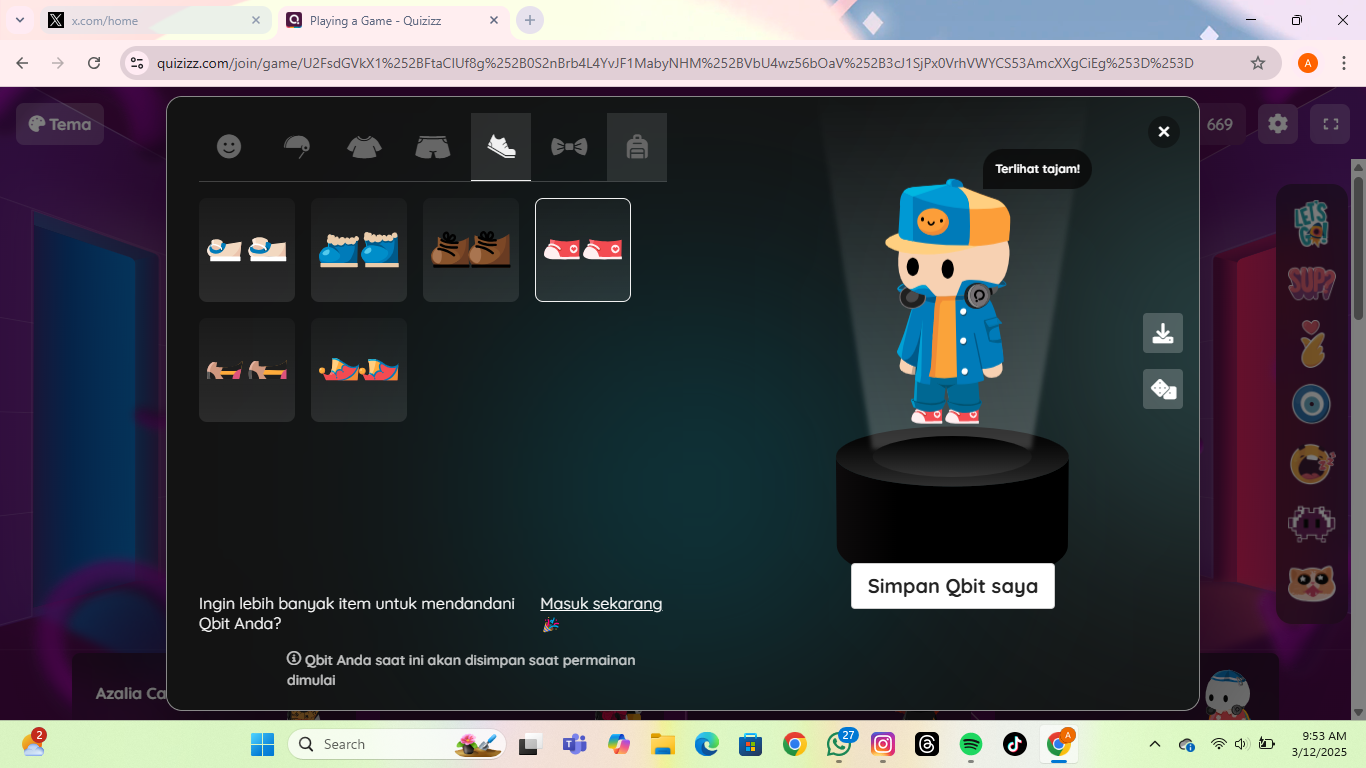 x.com/home
Playing a Game - Quizizz
quizizz.com/join/game/U2FsdGVkX1%252BFtaClUf8g%252B0S2nBrb4L4YvJF1MabyNHM%252BVbU4wz56bOaV%252B3cJ1SjPx0VrhVWYCS53AmcXXgCiEg%253D%253D
A
Tema
669
Terlihat tajam!
LET'S GO!
SUP?
Simpan Qbit saya
Ingin lebih banyak item untuk mendandani Masuk sekarang
Qbit Anda?
Qbit Anda saat ini akan disimpan saat permainan
dimulai
Azalia Ca
2
Search
27
A
9:53 AM
3/12/2025